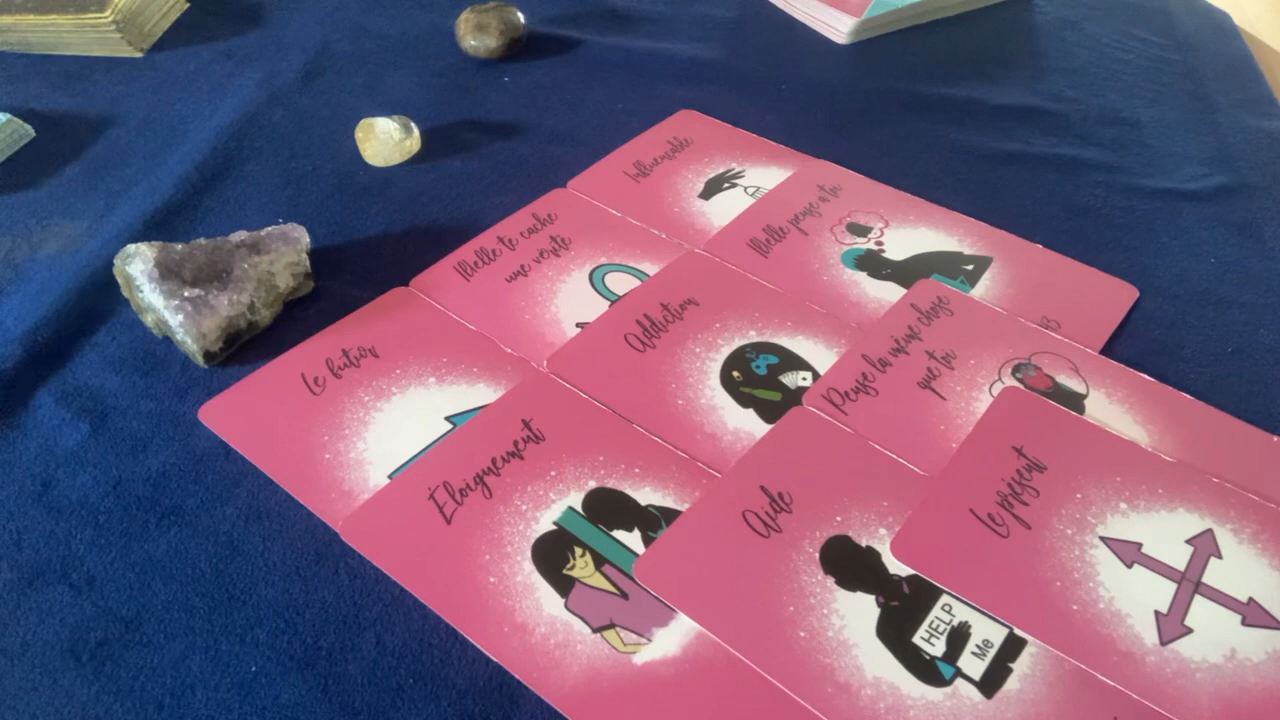 Influençable
Il/elle pense à toi
Il/elle te cache
une vérité
Addiction
Pense la même chose
que toi
Le futur
Éloignement
Aide
Le présent
HELP
Me